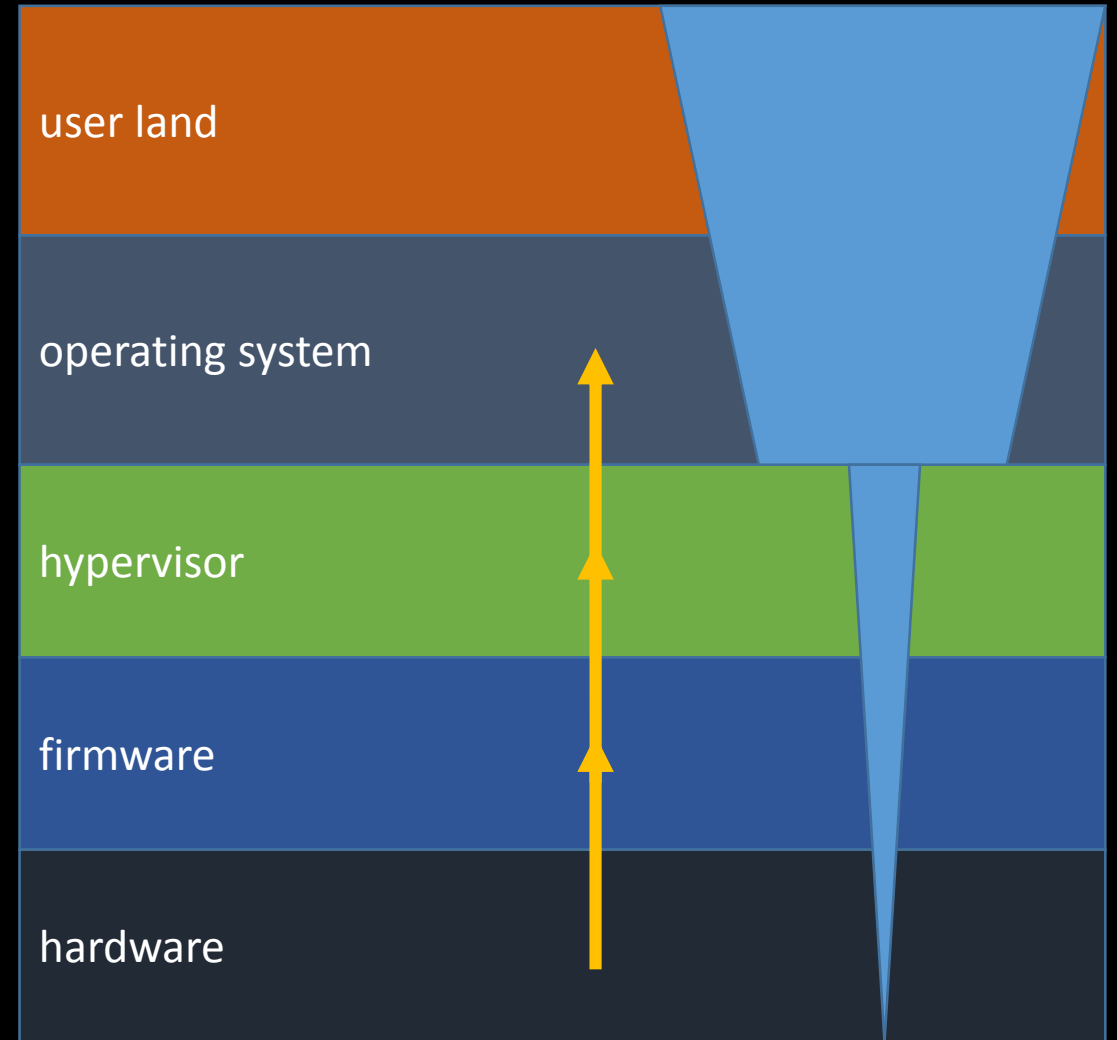 user land
operating system
hypervisor
firmware
hardware